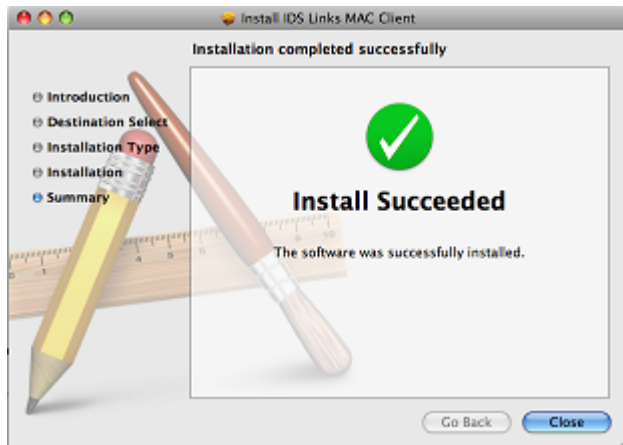 Install IDS Links MAC Client
Installation completed successfully
Introduction
Destination Select
Installation Type
Installation
Summary
Install Succeeded
The software was successfully installed.
Go Back
Close